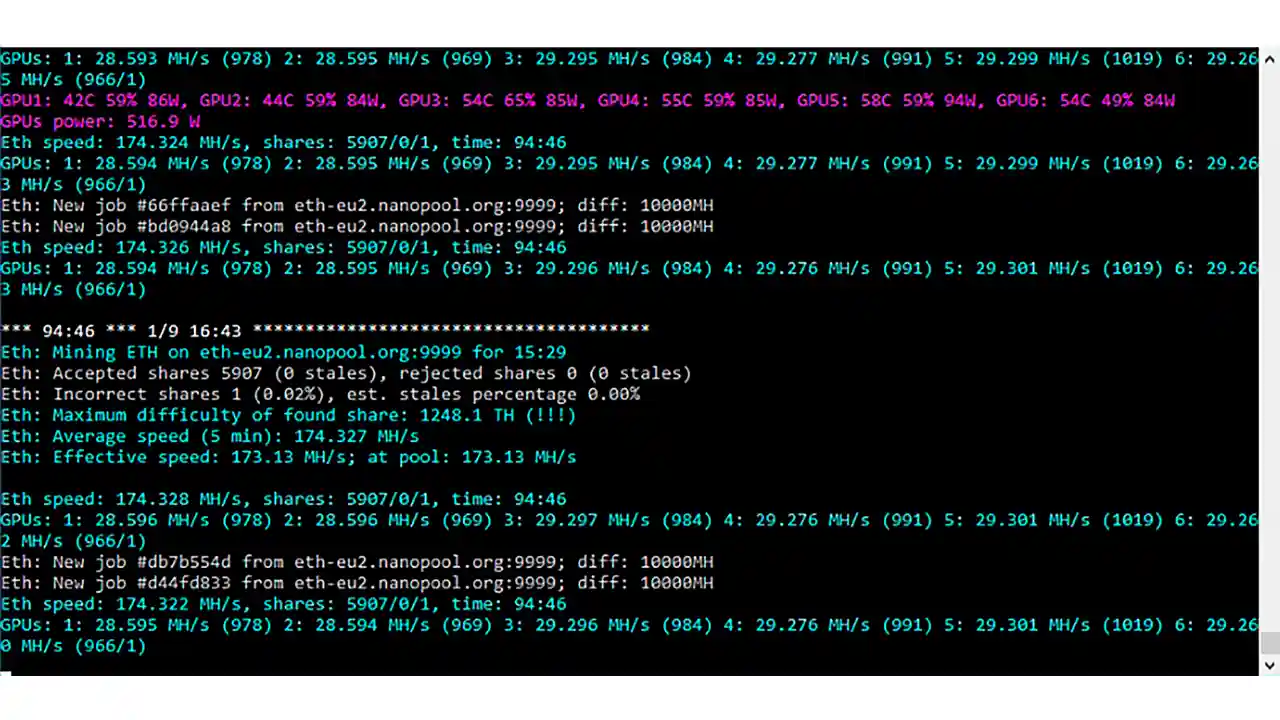 GPUs: 1: 28.593 MH/s (978) 2: 28.595 MH/s (969) 3: 29.295 MH/s (984) 4: 29.277 MH/s (991) 5: 29.299 MH/s (1019) 6: 29.26
5 MH/s (966/1)
GPU1: 42C 59% 86W, GPU2: 44C 59% 84W, GPU3: 54C 65% 85W, GPU4: 55C 59% 85W, GPU5: 58C 59% 94W, GPU6: 54C 49% 84W
GPUs power: 516.9 W
Eth speed: 174.324 MH/s, shares: 5907/0/1, time: 94:46
GPUs: 1: 28.594 MH/s (978) 2: 28.595 MH/s (969) 3: 29.295 MH/s (984) 4: 29.277 MH/s (991) 5: 29.299 MH/s (1019) 6: 29.26
3 MH/s (966/1)
Eth: New job #66ffaaef from eth-eu2.nanopool.org:9999; diff: 10000MH
Eth: New job #bd0944a8 from eth-eu2.nanopool.org:9999; diff: 10000MH
Eth speed: 174.326 MH/s, shares: 5907/0/1, time: 94:46
GPUs: 1: 28.594 MH/s (978) 2: 28.595 MH/s (969) 3: 29.296 MH/s (984) 4: 29.276 MH/s (991) 5: 29.301 MH/s (1019) 6: 29.26
3 MH/s (966/1)
*** 94:46 *** 1/9 16:43 **************************************
Eth: Mining ETH on eth-eu2.nanopool.org:9999 for 15:29
Eth: Accepted shares 5907 (0 stales), rejected shares 0 (0 stales)
Eth: Incorrect shares 1 (0.02%), est. stales percentage 0.00%
Eth: Maximum difficulty of found share: 1248.1 TH (!!!)
Eth: Average speed (5 min): 174.327 MH/s
Eth: Effective speed: 173.13 MH/s; at pool: 173.13 MH/s
Eth speed: 174.328 MH/s, shares: 5907/0/1, time: 94:46
GPUs: 1: 28.596 MH/s (978) 2: 28.596 MH/s (969) 3: 29.297 MH/s (984) 4: 29.276 MH/s (991) 5: 29.301 MH/s (1019) 6: 29.26
2 MH/s (966/1)
Eth: New job #db7b554d from eth-eu2.nanopool.org:9999; diff: 10000MH
Eth: New job #d44fd833 from eth-eu2.nanopool.org:9999; diff: 10000MH
Eth speed: 174.322 MH/s, shares: 5907/0/1, time: 94:46
GPUs: 1: 28.595 MH/s (978) 2: 28.594 MH/s (969) 3: 29.296 MH/s (984) 4: 29.276 MH/s (991) 5: 29.301 MH/s (1019) 6: 29.26
0 MH/s (966/1)